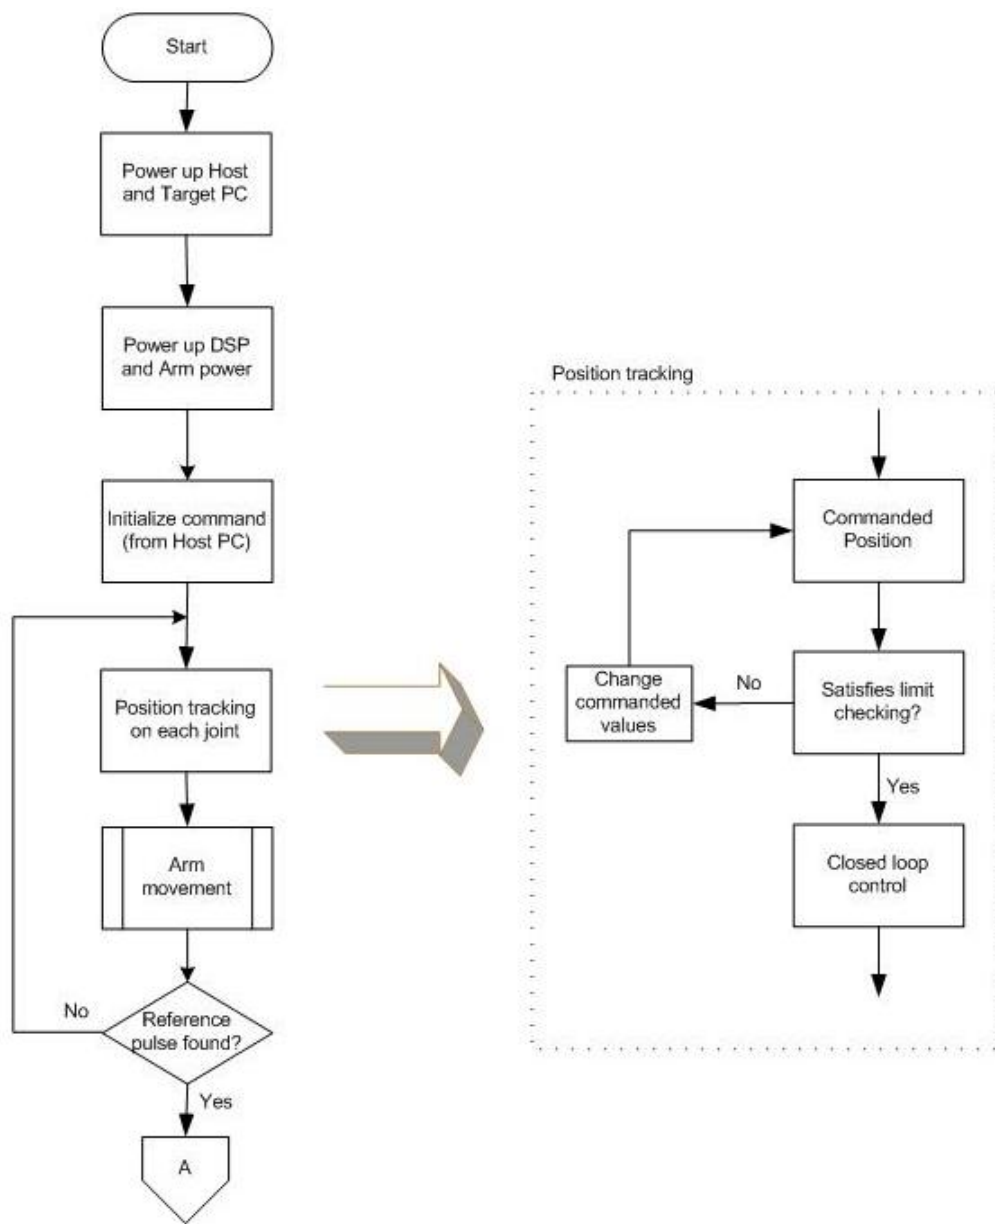 Start
Power up Host
and Target PC
Power up DSP
and Arm power
Initialize command
(from Host PC)
Position tracking
on each joint
Arm
movement
No
Reference
pulse found?
Yes
A
Position tracking
Commanded
Position
Change
commanded
values
No
Satisfies limit
checking?
Yes
Closed loop
control